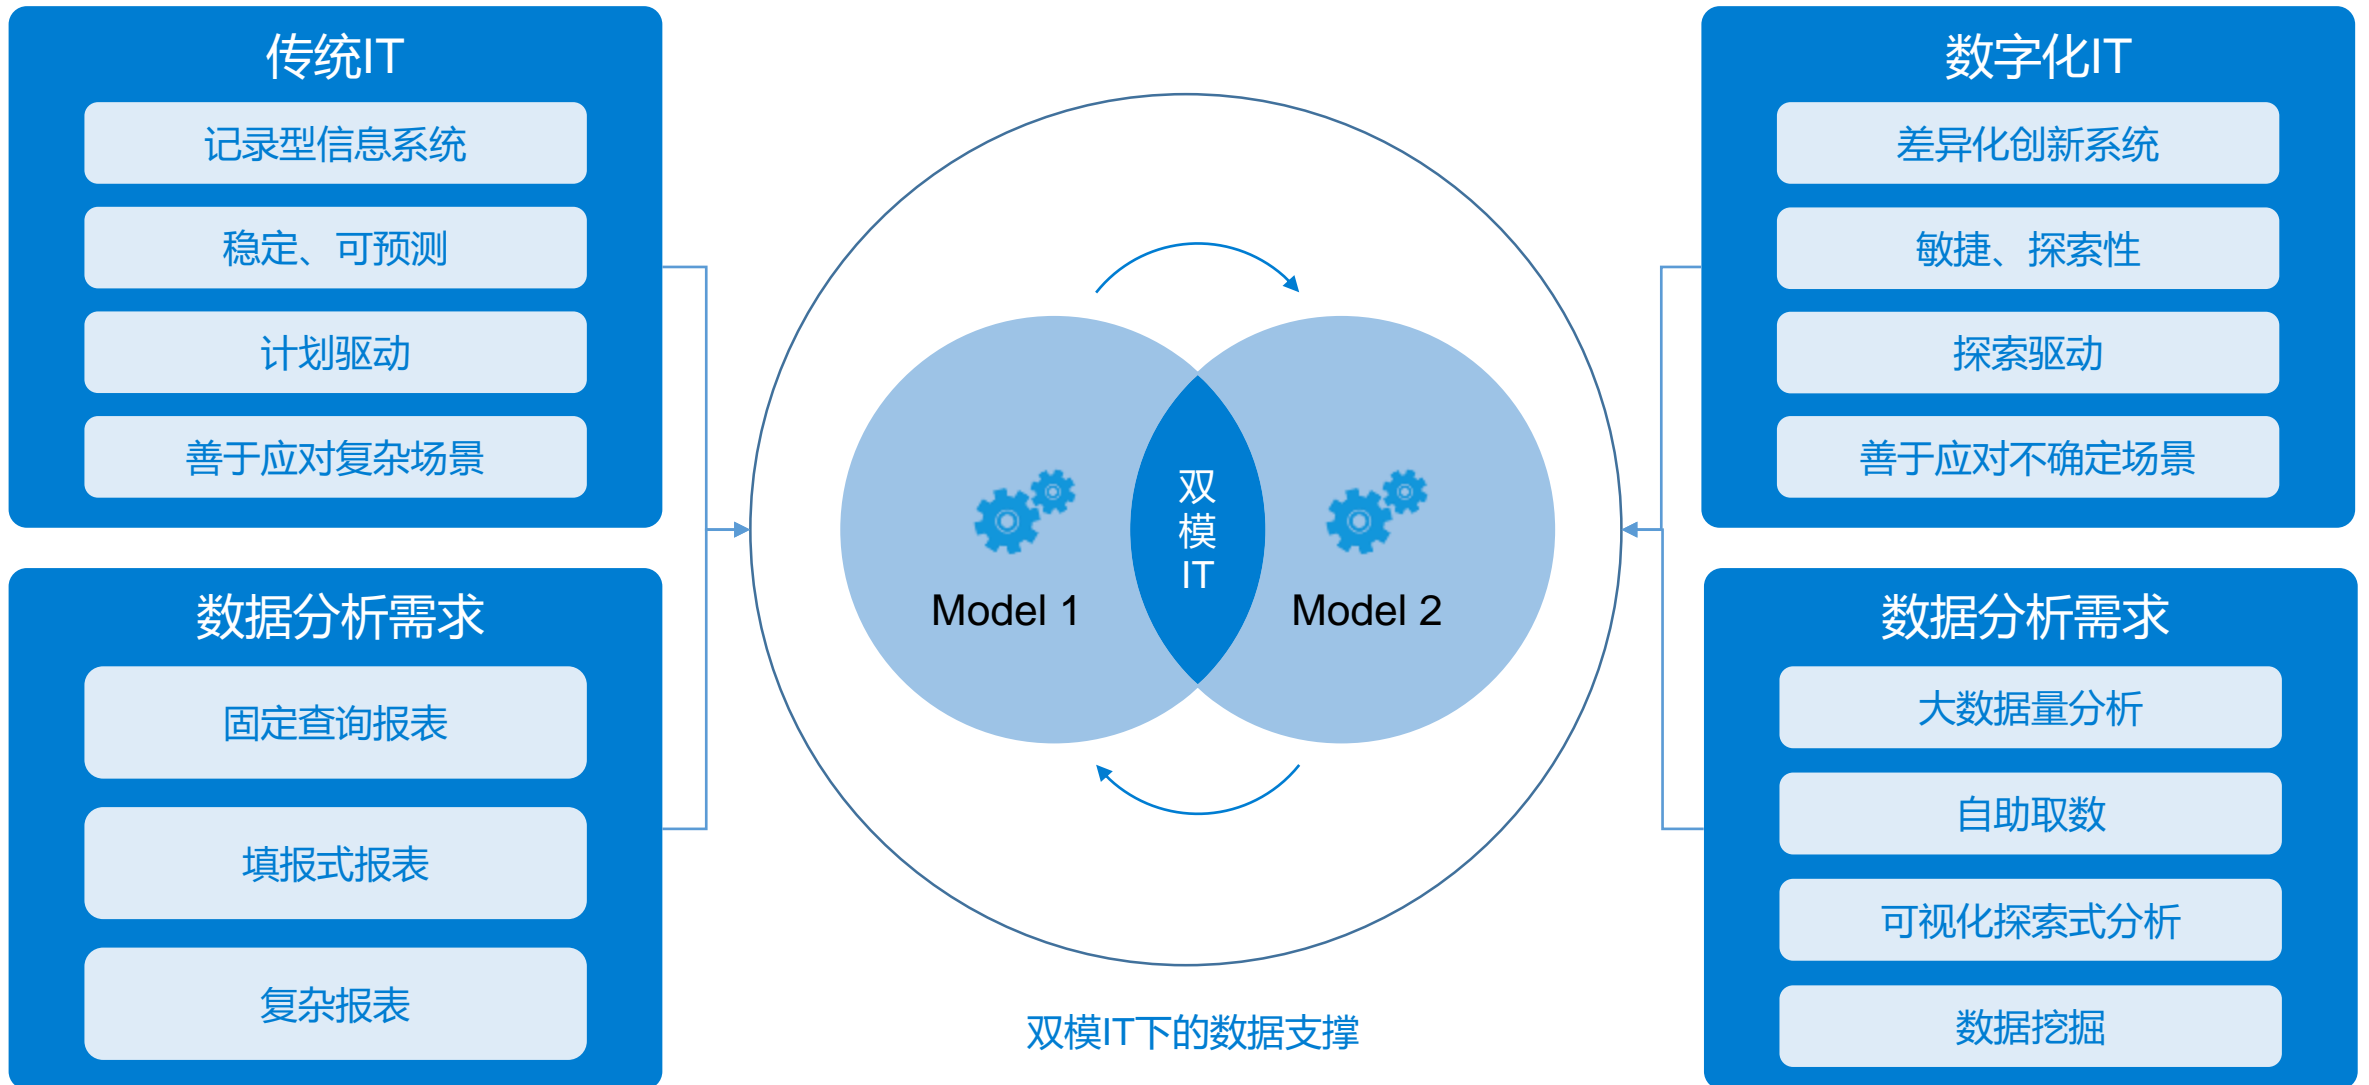 传统IT
记录型信息系统
稳定、可预测
计划驱动
善于应对复杂场景
数据分析需求
固定查询报表
填报式报表
复杂报表
双
模
IT
Model 1
Model 2
双模IT下的数据支撑
数字化IT
差异化创新系统
敏捷、探索性
探索驱动
善于应对不确定场景
数据分析需求
大数据量分析
自助取数
可视化探索式分析
数据挖掘